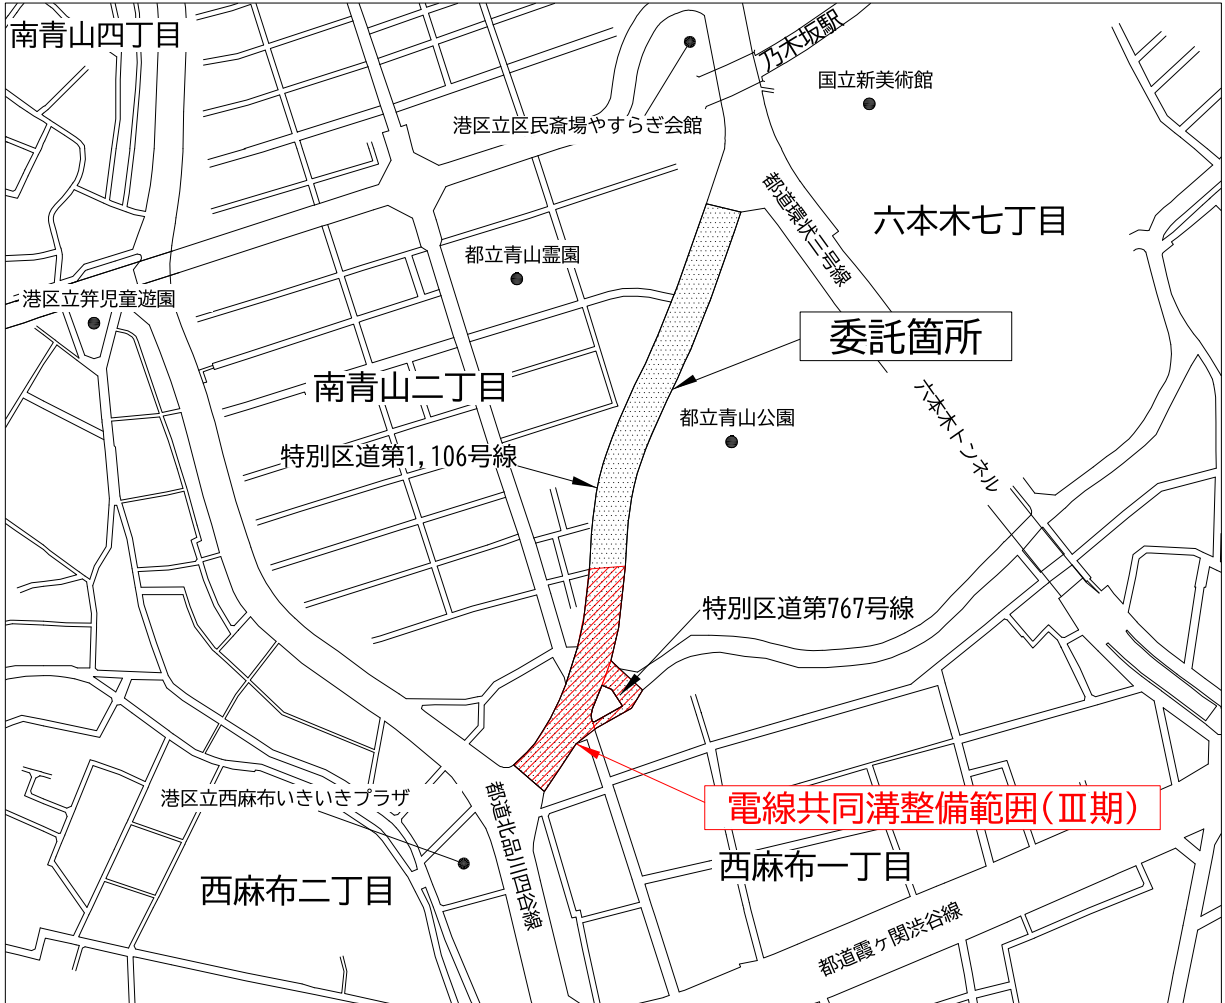 南青山四丁目
乃木坂駅
国立新美術館
港区立区民斎場やすらぎ会館
都道環状三号線
六本木七丁目
都立青山霊園
港区立笄児童遊園
委託箇所
南青山二丁目
六本木トンネル
都立青山公園
特別区道第1,106号線
特別区道第767号線
港区立西麻布いきいきプラザ
都道北品川四谷線
電線共同溝整備範囲(Ⅲ期)
西麻布一丁目
西麻布二丁目
都道霞ヶ関渋谷線